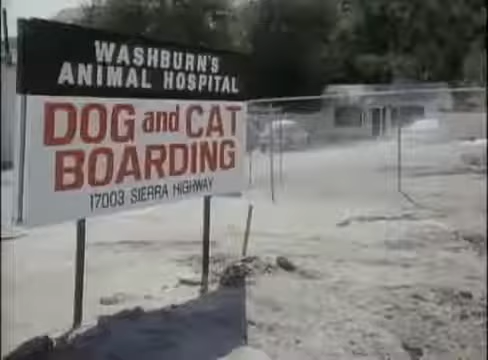 WASHBURN'S
ANIMAL HOSPITAL
DOG and CAT
BOARDING
17003 SIERRA HIGHWAY